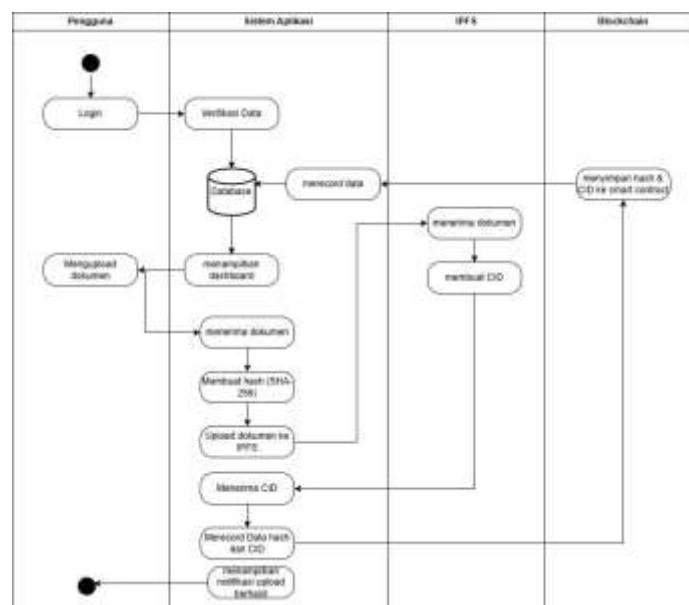 Pengguna
Sistem Aplikasi
IPFS
Blockchain
Login
Verifikasi Data
Database
merecord data
menyimpan hash &
CID ke smart contract
menerima dokumen
membuat CID
Mengupload
dokumen
menampilkan
dashboard
menerima dokumen
Membuat hash (SHA-
256)
Upload dokumen ke
IPFS
Menerima CID
Merecord Data hash
dan CID
menampilkan
notifikasi upload
berhasil